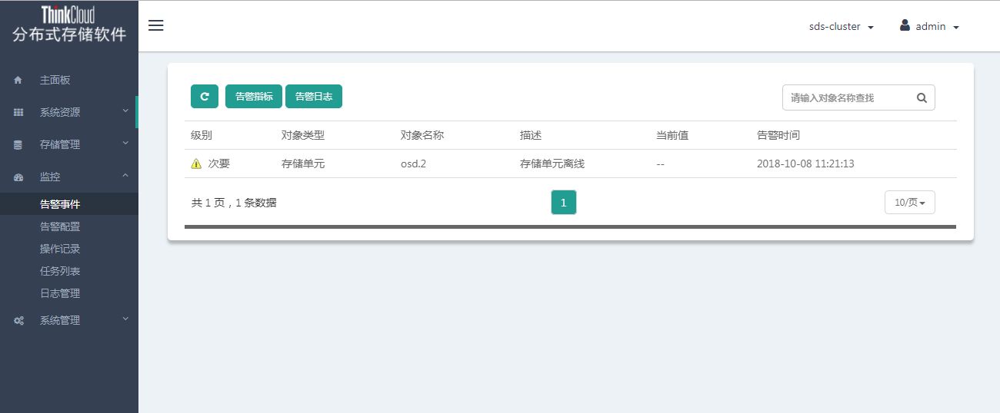 ThinkCloud
分布式存储软件
sds-cluster
admin
主面板
系统资源
存储管理
监控
告警事件
告警配置
操作记录
任务列表
日志管理
系统管理
告警指标 告警日志
请输入对象名称查找
级别 对象类型 对象名称 描述 当前值 告警时间
次要 存储单元 osd.2 存储单元离线 -- 2018-10-08 11:21:13
共 1 页，1 条数据 1 10/页